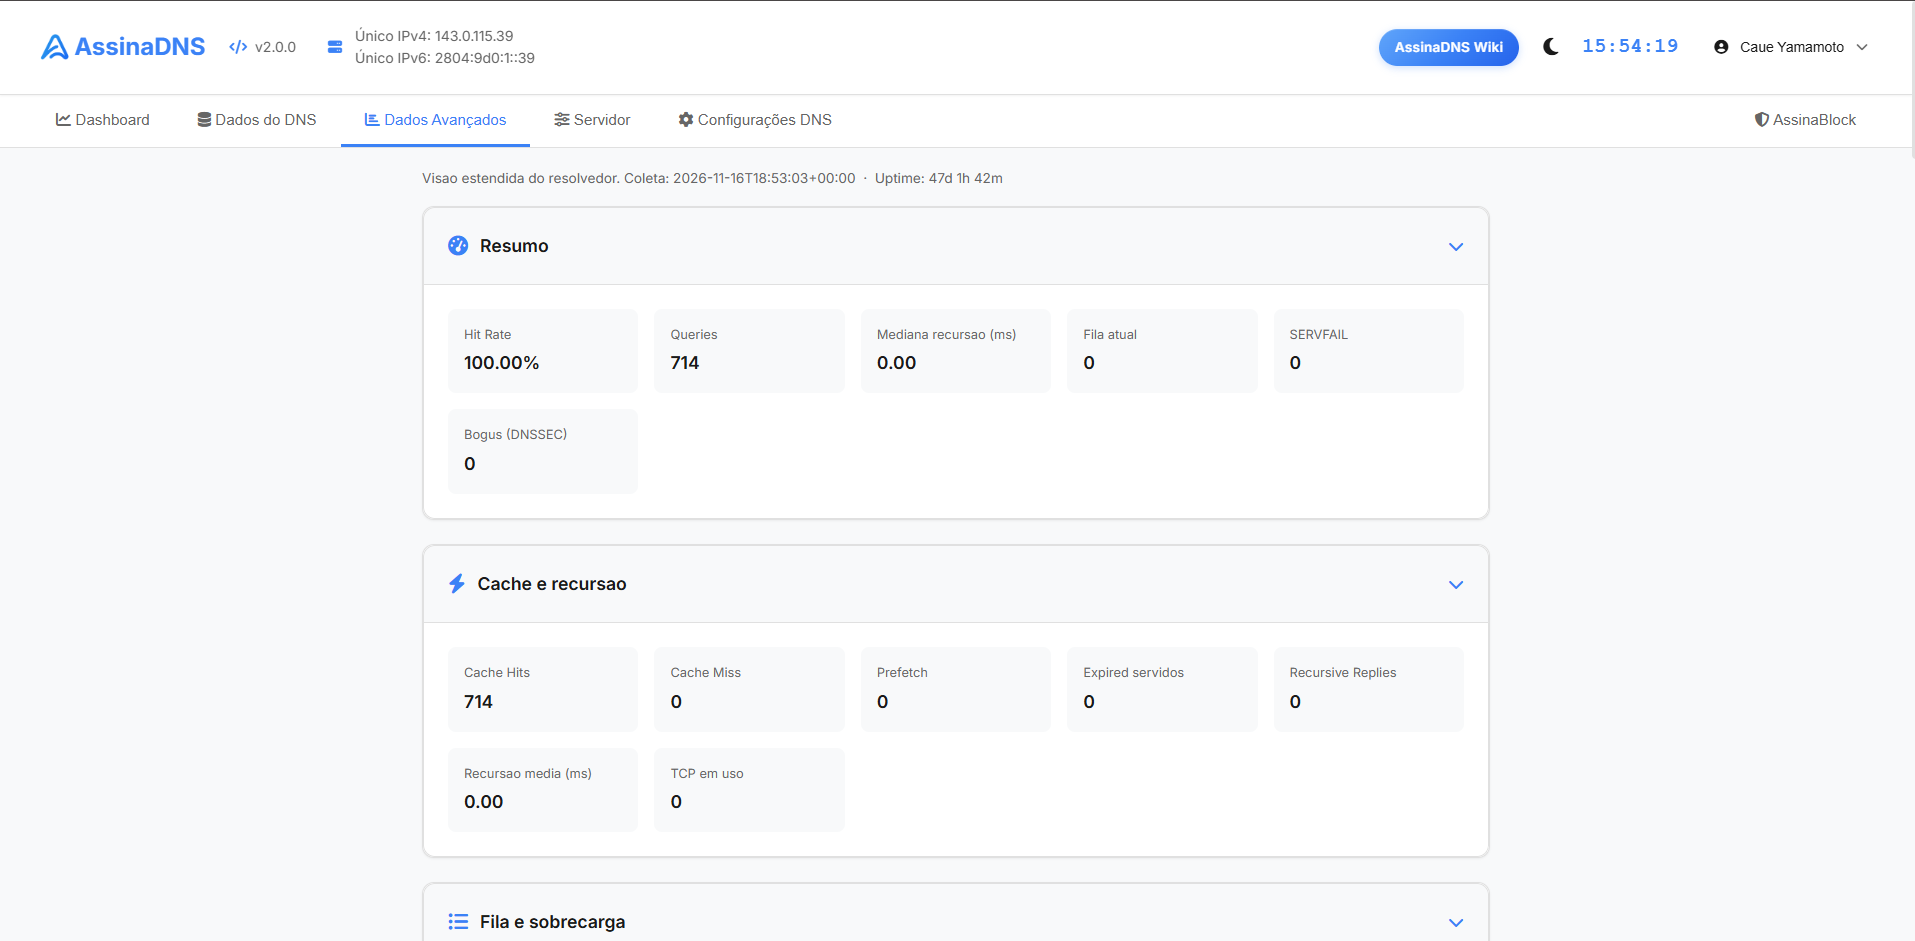 AssinaDNS
v2.0.0
Único IPv4: 143.0.115.39
Único IPv6: 2804:9d0:1::39
AssinaDNS Wiki
15:54:19
Caue Yamamoto
Dashboard
Dados do DNS
Dados Avançados
Servidor
Configurações DNS
AssinaBlock
Visao estendida do resolvedor. Coleta: 2026-11-16T18:53:03+00:00 · Uptime: 47d 1h 42m
Resumo
Hit Rate
100.00%
Queries
714
Mediana recursao (ms)
0.00
Fila atual
0
SERVFAIL
0
Bogus (DNSSEC)
0
Cache e recursao
Cache Hits
714
Cache Miss
0
Prefetch
0
Expired servidos
0
Recursive Replies
0
Recursao media (ms)
0.00
TCP em uso
0
Fila e sobrecarga